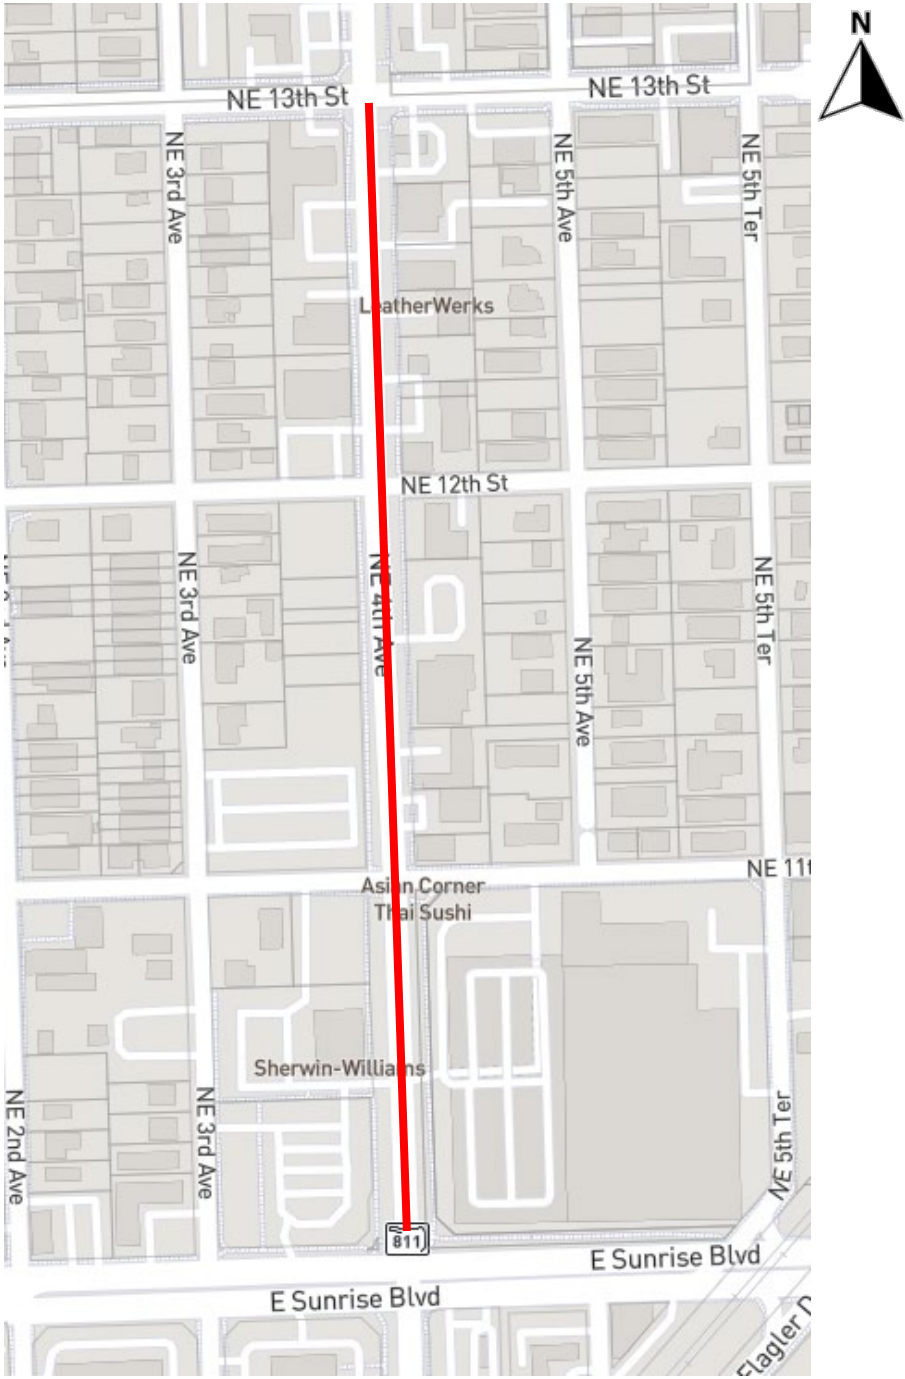 N
NE 13th St
NE 13th St
NE 3rd Ave
NE 5th Ave
NE 5th Ter
LeatherWerks
NE 12th St
NE 3rd Ave
NE 4th Ave
NE 5th Ter
NE 5th Ave
NE 11t
Asian Corner
Thai Sushi
Sherwin-Williams
NE 2nd Ave
NE 3rd Ave
NE 5th Ter
811
E Sunrise Blvd
E Sunrise Blvd
Flagler D